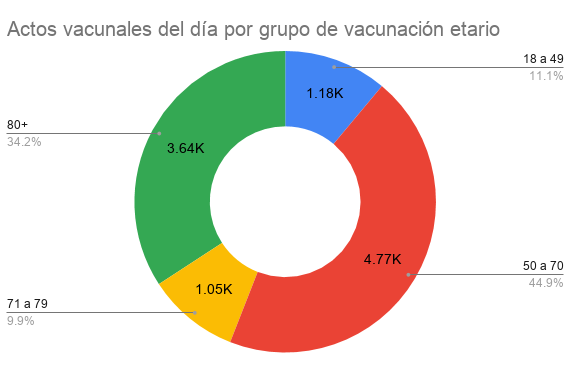 Actos vacunales del día por grupo de vacunación etario
18 a 49
11.1%
1.18K
80+
34.2%
3.64K
4.77K
50 a 70
44.9%
1.05K
71 a 79
9.9%